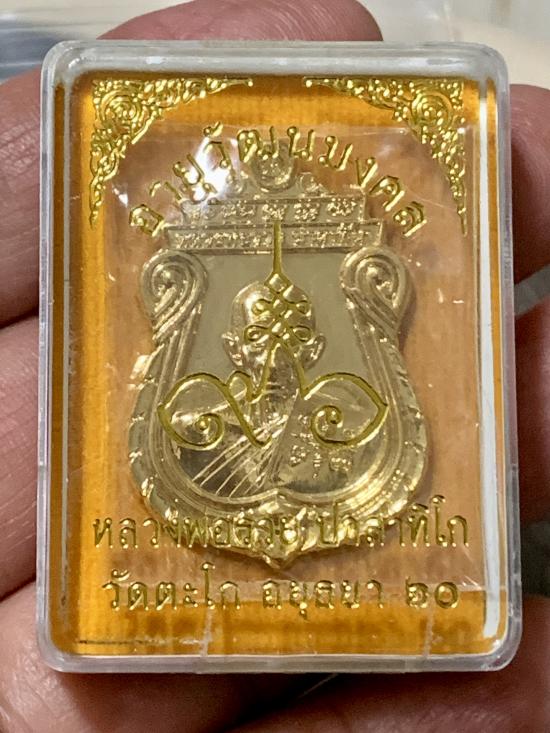 อายุวัฒนมงคล
หลวงพ่อรวย ปาสาทิโก
วัดตะโก อยุธยา ๒๐